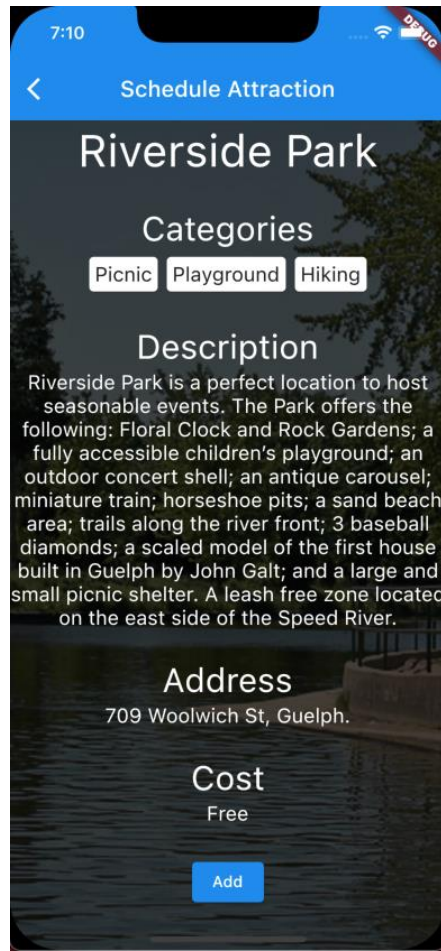 7:10
DEBUG
Schedule Attraction
Riverside Park
Categories
Picnic Playground Hiking
Description
Riverside Park is a perfect location to host
seasonable events. The Park offers the
following: Floral Clock and Rock Gardens; a
fully accessible children's playground; an
outdoor concert shell; an antique carousel;
miniature train; horseshoe pits; a sand beach
area; trails along the river front; 3 baseball
diamonds; a scaled model of the first house
built in Guelph by John Galt; and a large and
small picnic shelter. A leash free zone located
on the east side of the Speed River.
Address
709 Woolwich St, Guelph.
Cost
Free
Add